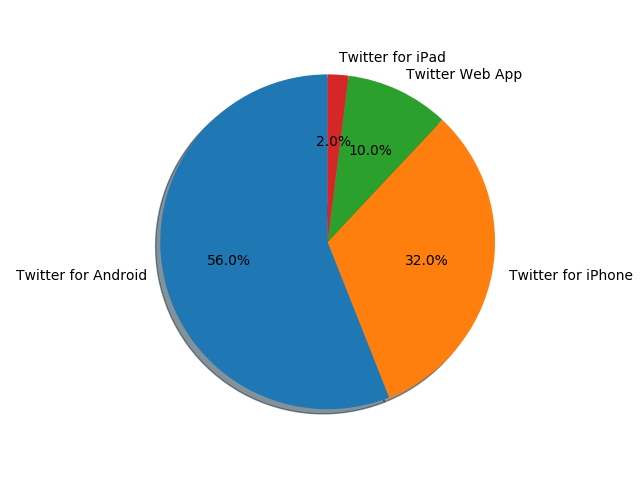 Twitter for iPad
Twitter Web App
2.0%
10.0%
56.0%
32.0%
Twitter for Android
Twitter for iPhone